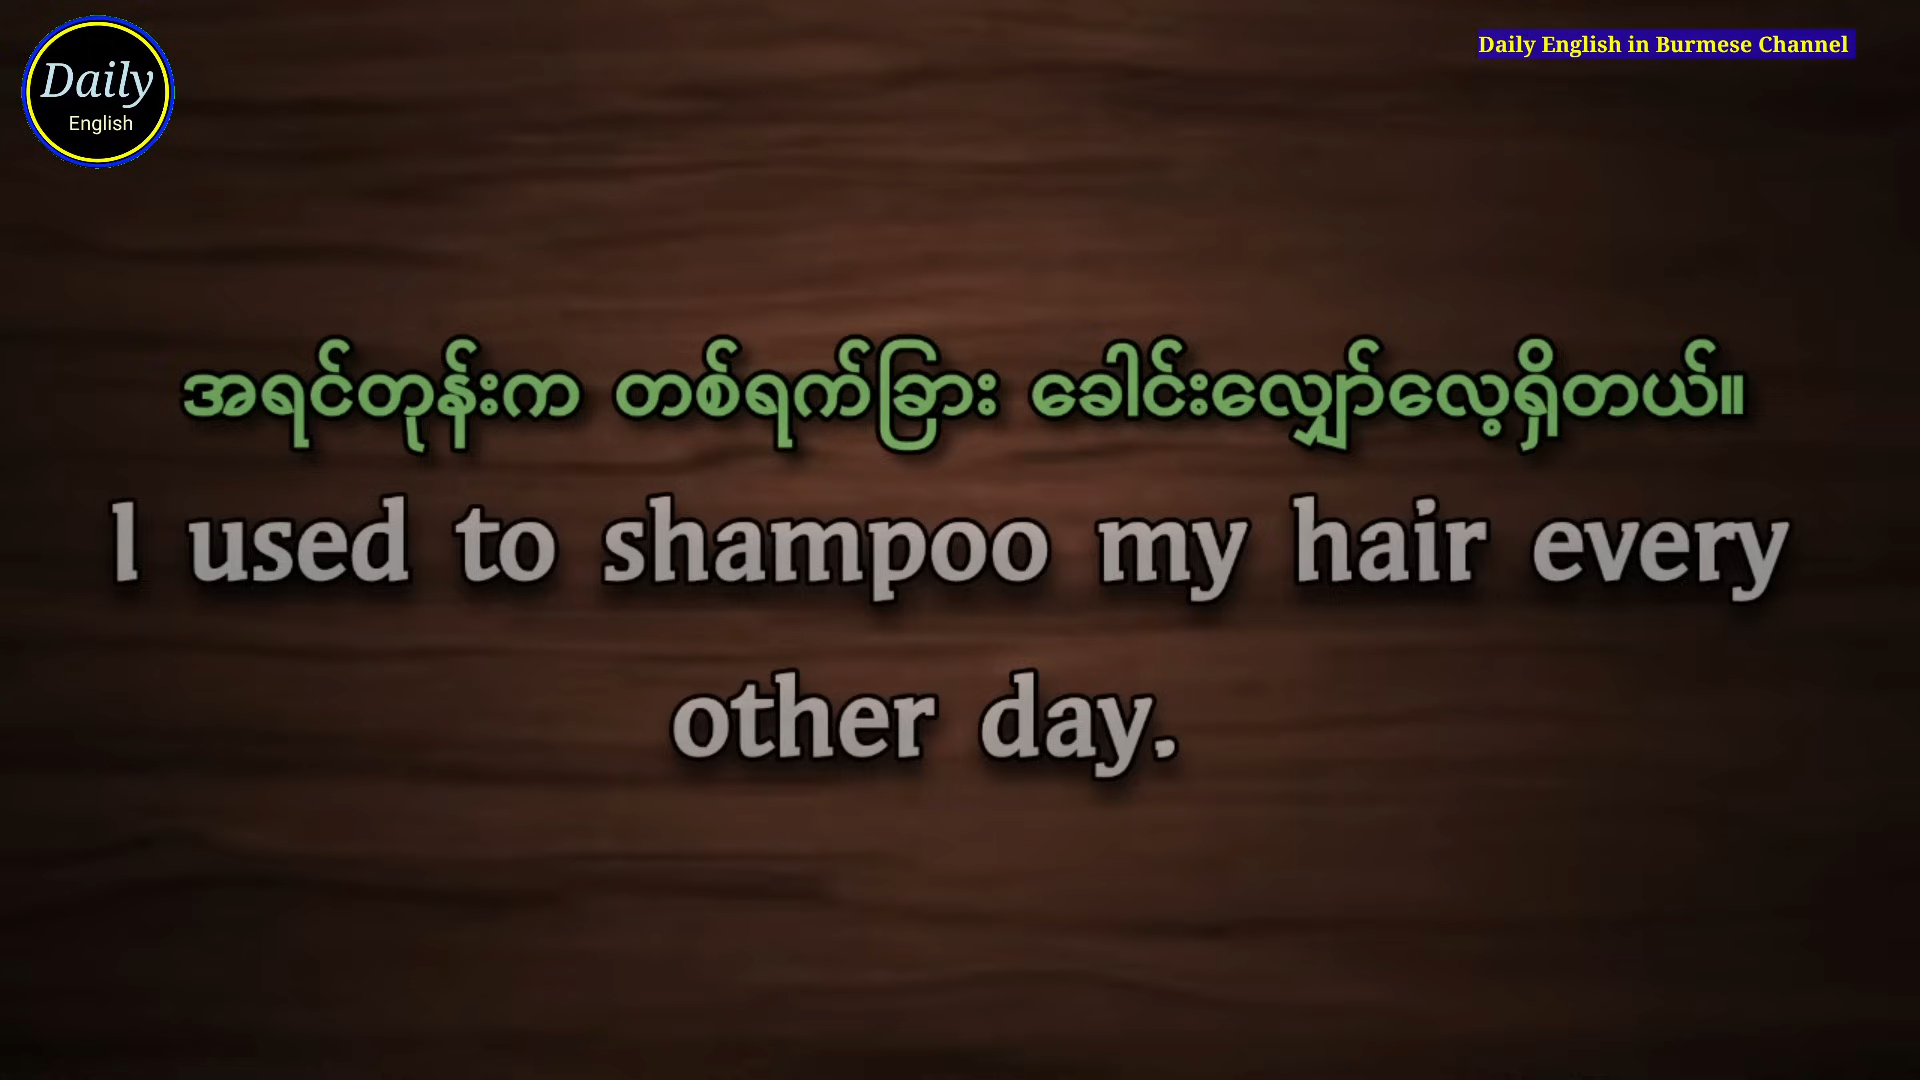 Daily
English
Daily English in Burmese Channel
အရင်တုန်းက တစ်ရက်ခြား ခေါင်းလျှော်လေ့ရှိတယ်။
I used to shampoo my hair every
other day.